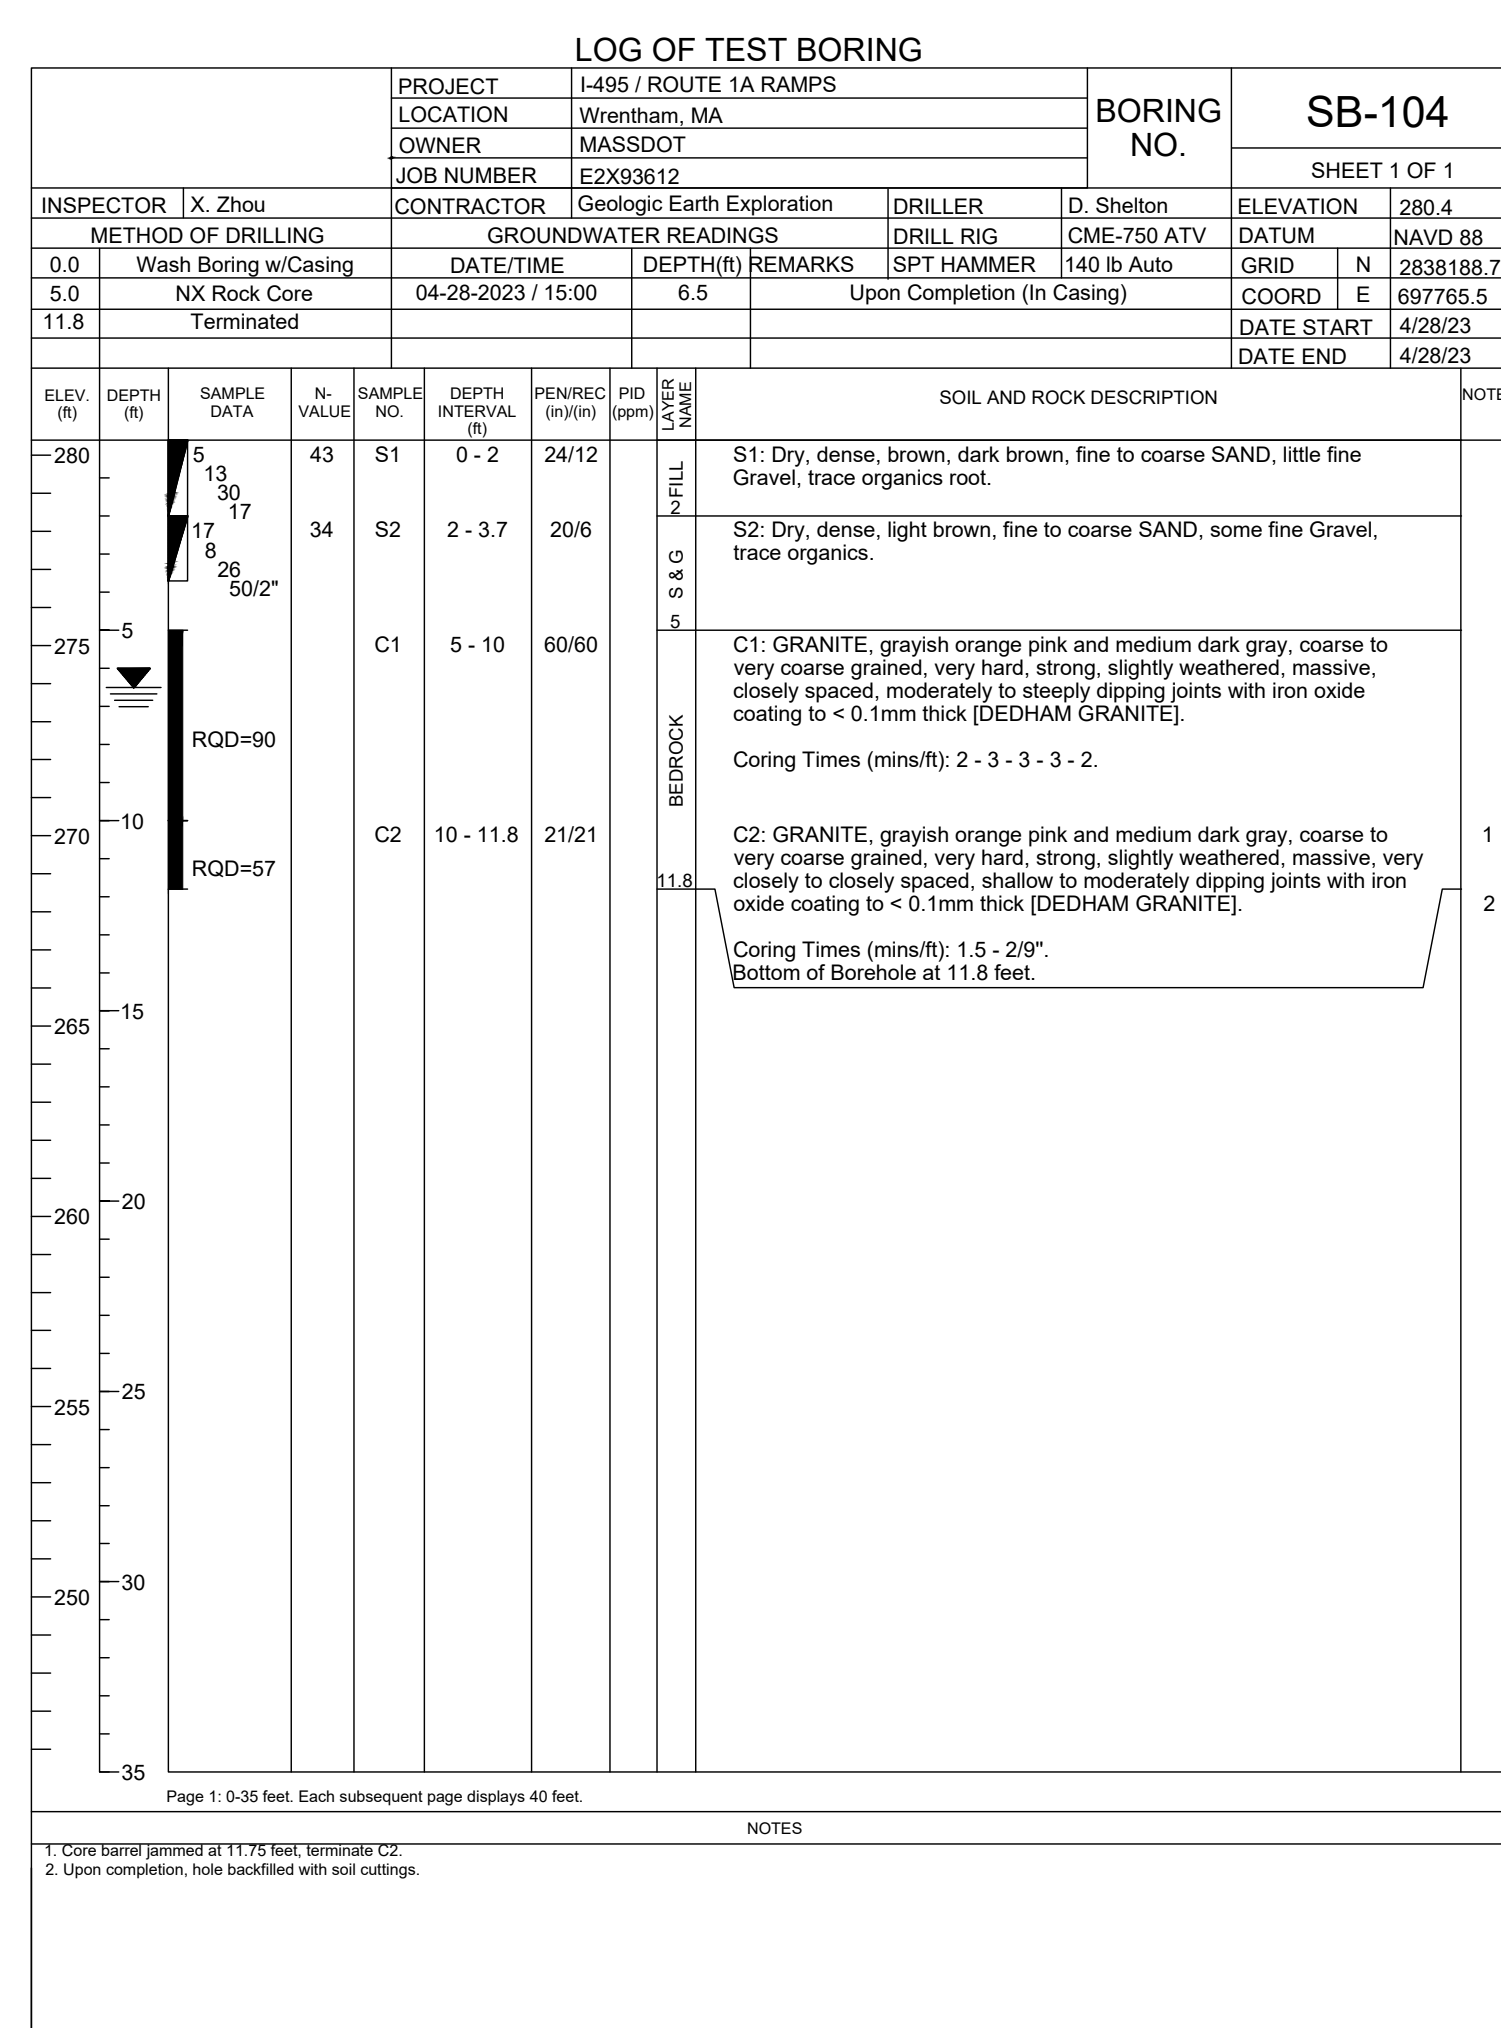 LOG OF TEST BORING
PROJECT I-495 / ROUTE 1A RAMPS
LOCATION Wrentham, MA
OWNER MASSDOT
JOB NUMBER E2X93612
BORING NO. SB-104
SHEET 1 OF 1
INSPECTOR X. Zhou CONTRACTOR Geologic Earth Exploration DRILLER D. Shelton ELEVATION 280.4
METHOD OF DRILLING GROUNDWATER READINGS DRILL RIG CME-750 ATV DATUM NAVD 88
0.0 Wash Boring w/Casing DATE/TIME DEPTH(ft) REMARKS SPT HAMMER 140 lb Auto GRID N 2838188.7
5.0 NX Rock Core 04-28-2023 / 15:00 6.5 Upon Completion (In Casing) COORD E 697765.5
11.8 Terminated DATE START 4/28/23
DATE END 4/28/23
ELEV. (ft) DEPTH (ft) SAMPLE DATA N-VALUE SAMPLE NO. DEPTH INTERVAL (ft) PEN/REC (in)/(in) PID (ppm) LAYER NAME SOIL AND ROCK DESCRIPTION NOTE
280 5 43 S1 0 - 2 24/12 FILL S1: Dry, dense, brown, dark brown, fine to coarse SAND, little fine
13 Gravel, trace organics root.
30
17 2
17 34 S2 2 - 3.7 20/6 S & G S2: Dry, dense, light brown, fine to coarse SAND, some fine Gravel,
8 trace organics.
26
50/2"
5 5
275 C1 5 - 10 60/60 BEDROCK C1: GRANITE, grayish orange pink and medium dark gray, coarse to
very coarse grained, very hard, strong, slightly weathered, massive,
closely spaced, moderately to steeply dipping joints with iron oxide
coating to < 0.1mm thick [DEDHAM GRANITE].
RQD=90
Coring Times (mins/ft): 2 - 3 - 3 - 3 - 2.
10
270 C2 10 - 11.8 21/21 C2: GRANITE, grayish orange pink and medium dark gray, coarse to 1
very coarse grained, very hard, strong, slightly weathered, massive, very
RQD=57 11.8 closely to closely spaced, shallow to moderately dipping joints with iron
oxide coating to < 0.1mm thick [DEDHAM GRANITE]. 2
Coring Times (mins/ft): 1.5 - 2/9".
Bottom of Borehole at 11.8 feet.
15
265
20
260
25
255
30
250
35
Page 1: 0-35 feet. Each subsequent page displays 40 feet.
NOTES
1. Core barrel jammed at 11.75 feet, terminate C2.
2. Upon completion, hole backfilled with soil cuttings.